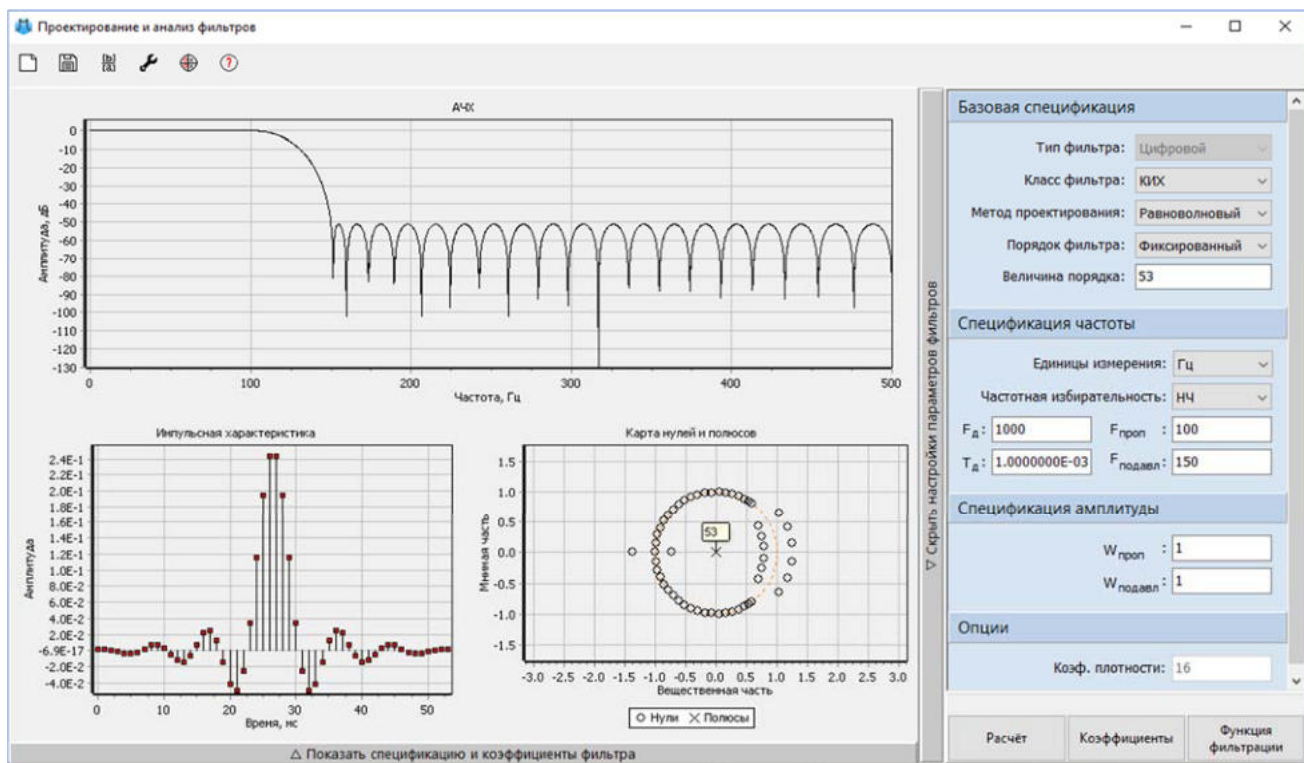 Проектирование и анализ фильтров
АЧХ
Амплитуда, дБ
0
-10
-20
-30
-40
-50
-60
-70
-80
-90
-100
-110
-120
-130
0 100 200 300 400 500
Частота, Гц
Импульсная характеристика
Амплитуда
2.4E-1
2.2E-1
2.0E-1
1.8E-1
1.6E-1
1.4E-1
1.2E-1
1.0E-1
8.0E-2
6.0E-2
4.0E-2
2.0E-2
-6.9E-17
-2.0E-2
-4.0E-2
0 10 20 30 40 50
Время, мс
Карта нулей и полюсов
Мнимая часть
1.5
1.0
0.5
0.0
-0.5
-1.0
-1.5
53
-3.0 -2.5 -2.0 -1.5 -1.0 -0.5 0.0 0.5 1.0 1.5 2.0 2.5 3.0
Вещественная часть
Нули Полюсы
△ Показать спецификацию и коэффициенты фильтра
▽ Скрыть настройки параметров фильтров
Базовая спецификация
Тип фильтра: Цифровой
Класс фильтра: КИХ
Метод проектирования: Равноволновый
Порядок фильтра: Фиксированный
Величина порядка: 53
Спецификация частоты
Единицы измерения: Гц
Частотная избирательность: НЧ
Fд: 1000 Fпроп : 100
Tд: 1.0000000E-03 Fподавл : 150
Спецификация амплитуды
Wпроп : 1
Wподавл : 1
Опции
Коэф. плотности: 16
Расчёт Коэффициенты Функция фильтрации